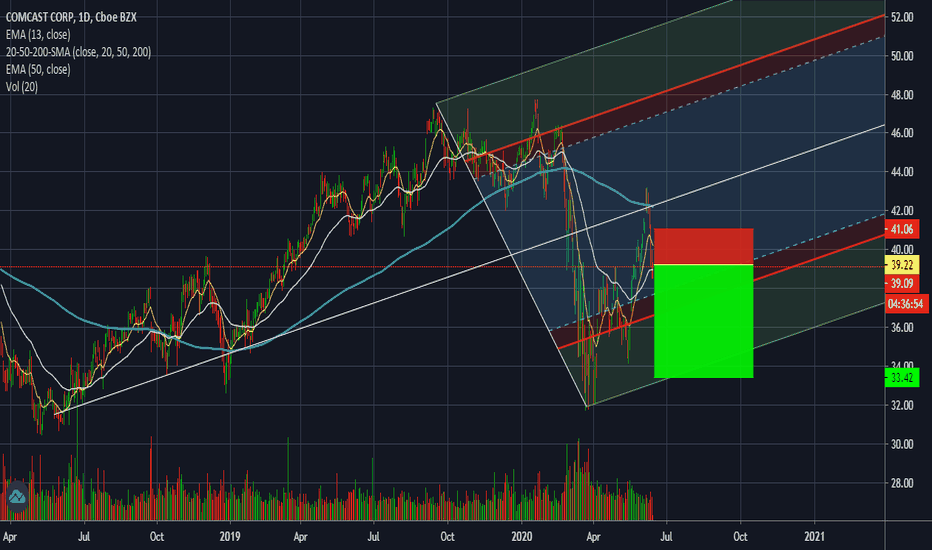 COMCAST CORP, 1D, Cboe BZX
EMA (13, close)
20-50-200-SMA (close, 20, 50, 200)
EMA (50, close)
Vol (20)
52.00
50.00
48.00
46.00
44.00
42.00
41.06
40.00
39.22
39.09
04:36:54
36.00
34.00
33.42
32.00
30.00
28.00
Apr Jul Oct 2019 Apr Jul Oct 2020 Apr Jul Oct 2021